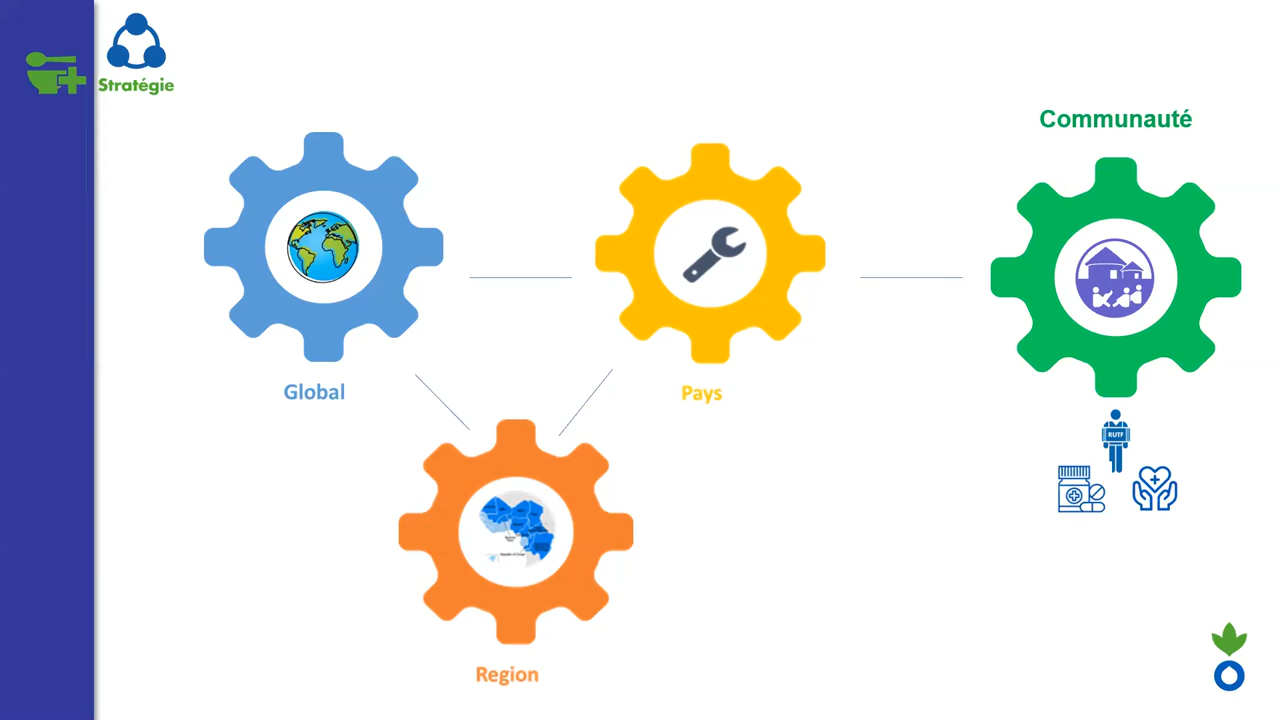 Stratégie
Communauté
Global
Pays
RUTF
Region